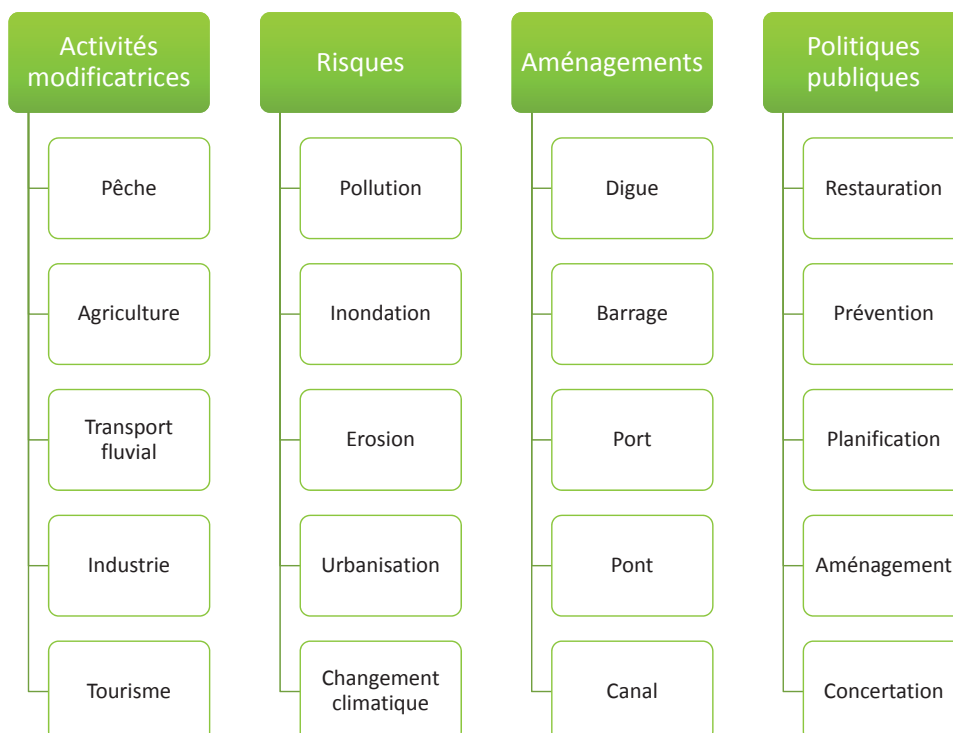 Activités
modificatrices
Pêche
Agriculture
Transport
fluvial
Industrie
Tourisme
Risques
Pollution
Inondation
Erosion
Urbanisation
Changement
climatique
Aménagements
Digue
Barrage
Port
Pont
Canal
Politiques
publiques
Restauration
Prévention
Planification
Aménagement
Concertation